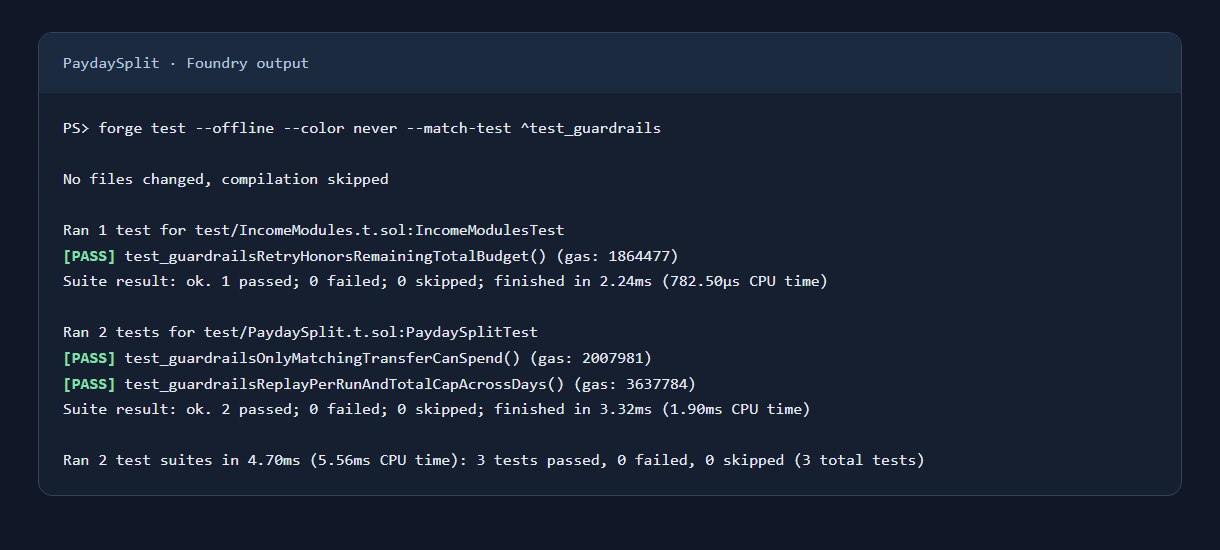 PaydaySplit · Foundry output
PS> forge test --offline --color never --match-test ^test_guardrails
No files changed, compilation skipped
Ran 1 test for test/IncomeModules.t.sol:IncomeModulesTest
[PASS] test_guardrailsRetryHonorsRemainingTotalBudget() (gas: 1864477)
Suite result: ok. 1 passed; 0 failed; 0 skipped; finished in 2.24ms (782.50µs CPU time)
Ran 2 tests for test/PaydaySplit.t.sol:PaydaySplitTest
[PASS] test_guardrailsOnlyMatchingTransferCanSpend() (gas: 2007981)
[PASS] test_guardrailsReplayPerRunAndTotalCapAcrossDays() (gas: 3637784)
Suite result: ok. 2 passed; 0 failed; 0 skipped; finished in 3.32ms (1.90ms CPU time)
Ran 2 test suites in 4.70ms (5.56ms CPU time): 3 tests passed, 0 failed, 0 skipped (3 total tests)